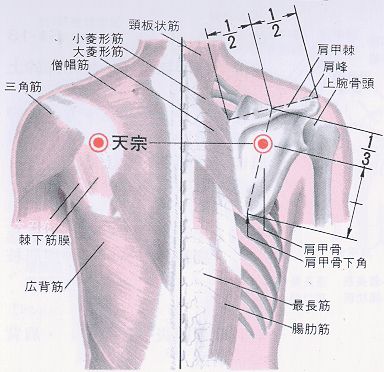 頸板状筋
小菱形筋
大菱形筋
僧帽筋
三角筋
1/2
1/2
肩甲棘
肩峰
上腕骨頭
天宗
1/3
棘下筋膜
広背筋
肩甲骨
肩甲骨下角
最長筋
腸肋筋